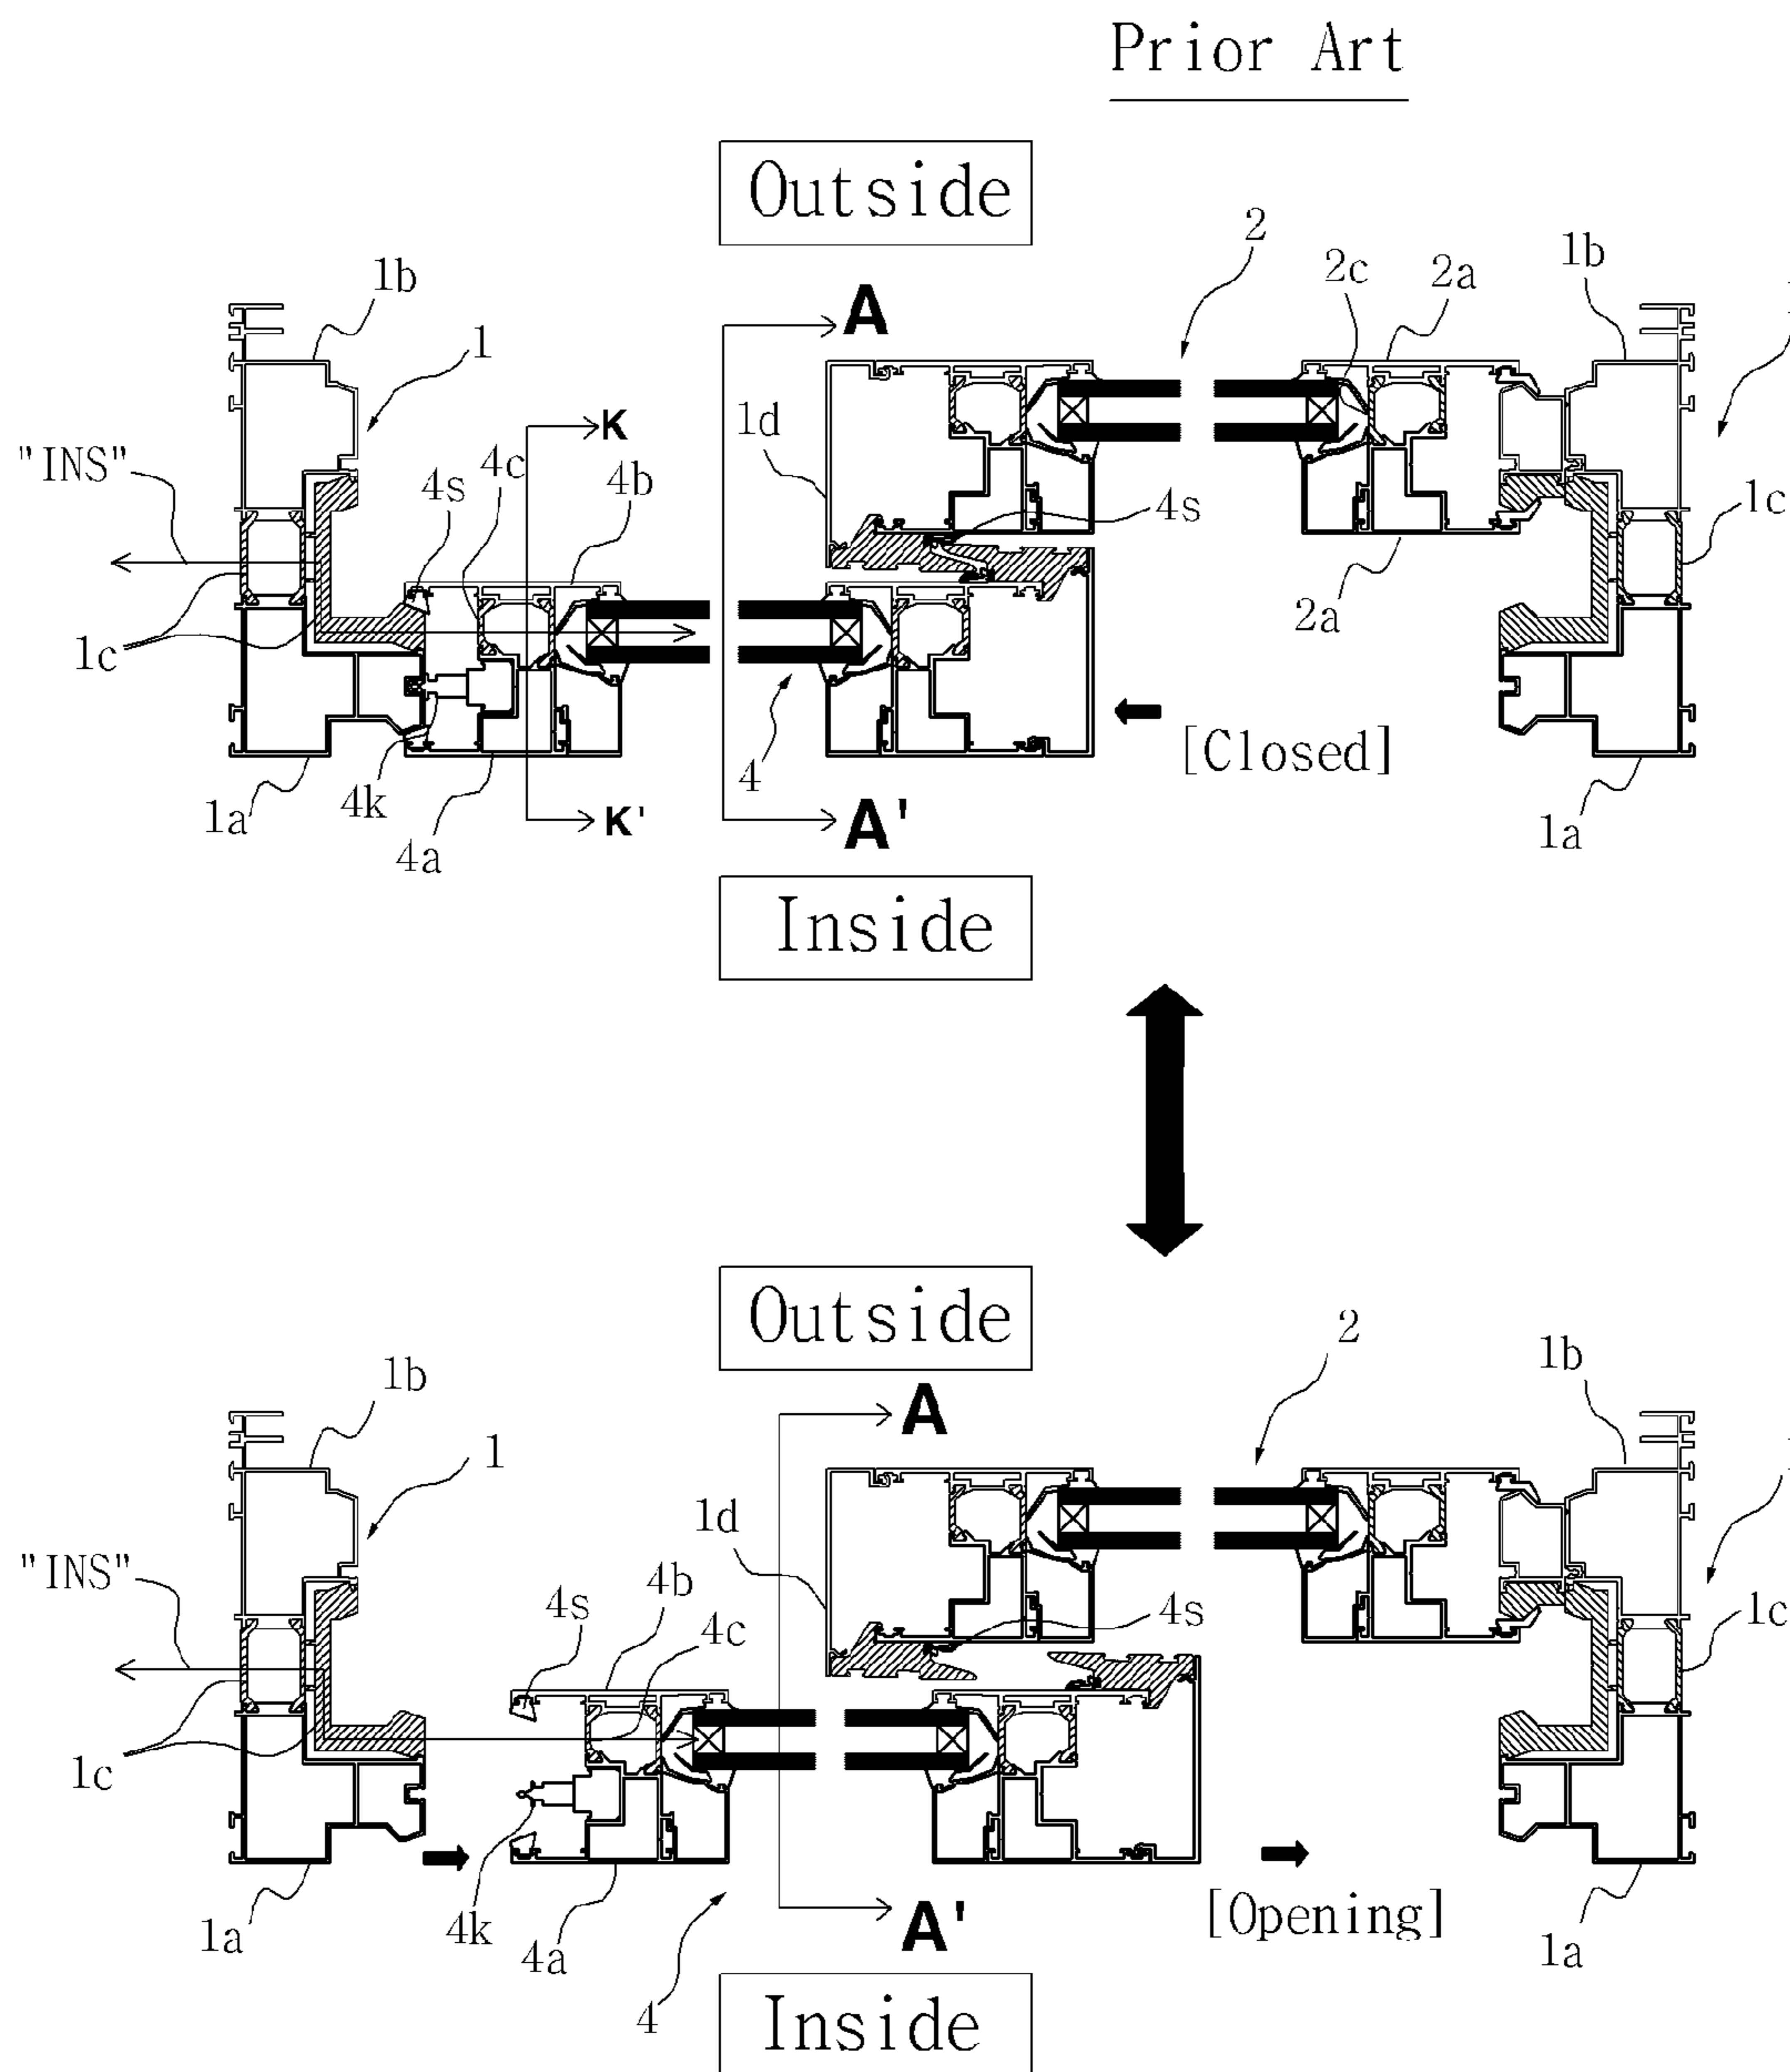 Prior Art
Outside
1b
2
2c
2a
1b
1
A
1
1d
K
"INS"
4s
4c
4b
4s
1c
1c
2a
[Closed]
1a
4k
4a
K'
4
A'
1a
Inside
Outside
2
1b
1b
A
1
1d
"INS"
4s
4b
4c
4s
1c
1c
1a
4k
4a
4
A'
[Opening]
1a
Inside